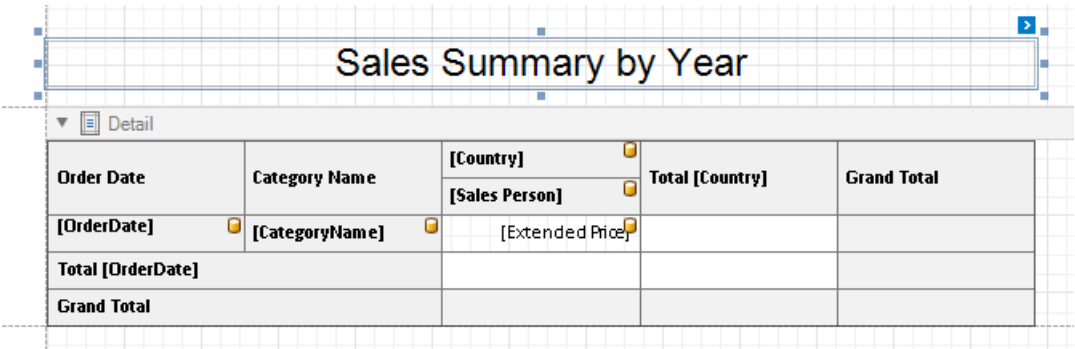 Sales Summary by Year
Detail
Order Date
Category Name
[Country]
[Sales Person]
Total [Country]
Grand Total
[OrderDate]
[CategoryName]
[Extended Price]
Total [OrderDate]
Grand Total